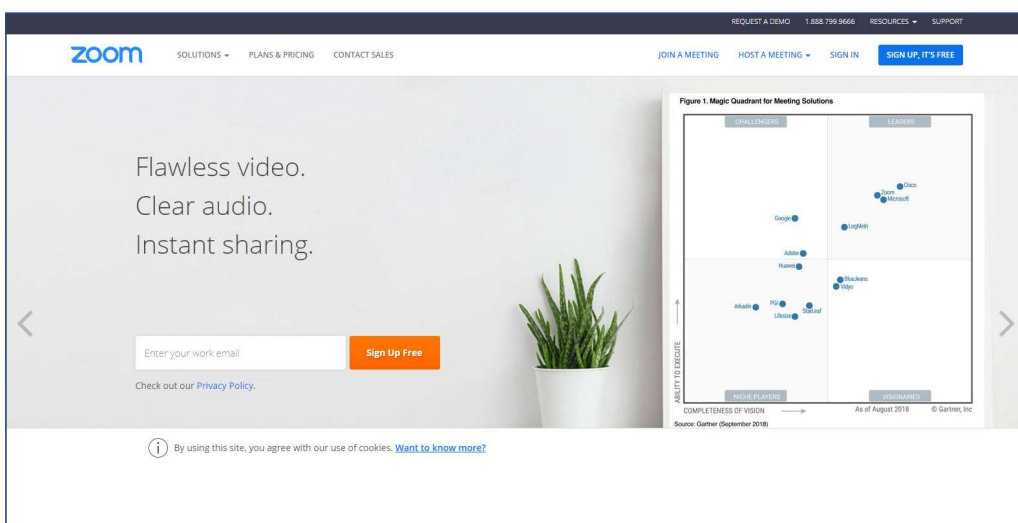 REQUEST A DEMO 1.888.799.9666 RESOURCES SUPPORT
zoom SOLUTIONS PLANS & PRICING CONTACT SALES JOIN A MEETING HOST A MEETING SIGN IN SIGN UP, IT'S FREE
Flawless video.
Clear audio.
Instant sharing.
Enter your work email Sign Up Free
Check out our Privacy Policy.
Figure 1. Magic Quadrant for Meeting Solutions
CHALLENGERS LEADERS
Cisco
Zoom
Microsoft
Google
LogMeIn
Adobe
Huawei
BlueJeans
Vidyo
Arkadin PGi StarLeaf
Lifesize
ABILITY TO EXECUTE
NICHE PLAYERS VISIONARIES
COMPLETENESS OF VISION As of August 2018 © Gartner, Inc
Source: Gartner (September 2018)
i By using this site, you agree with our use of cookies. Want to know more?